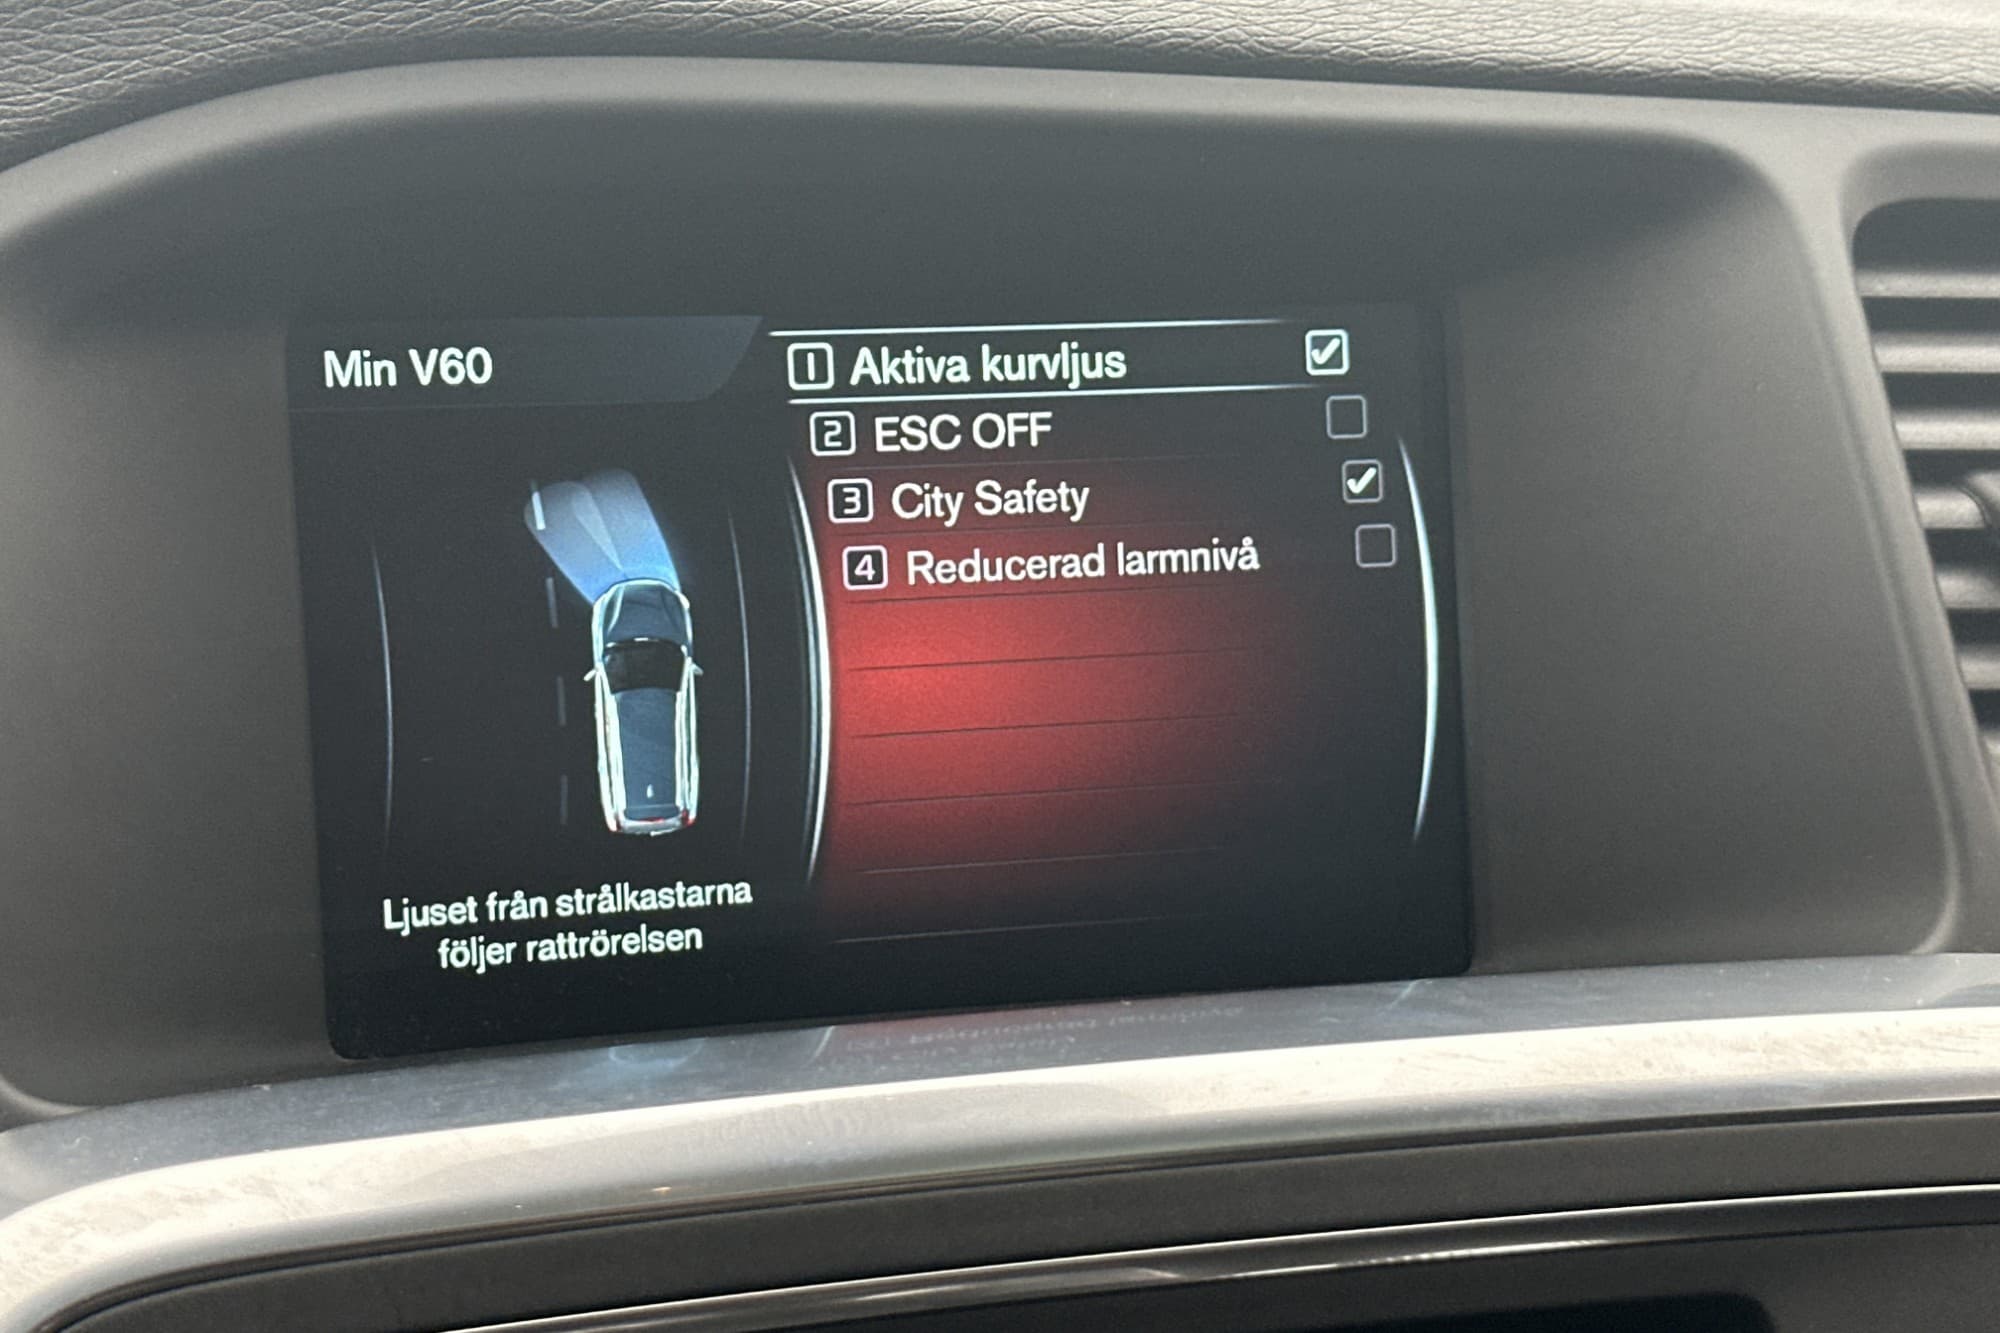 Min V60
1 Aktiva kurvljus
2 ESC OFF
3 City Safety
4 Reducerad larmnivå
Ljuset från strålkastarna
följer rattrörelsen